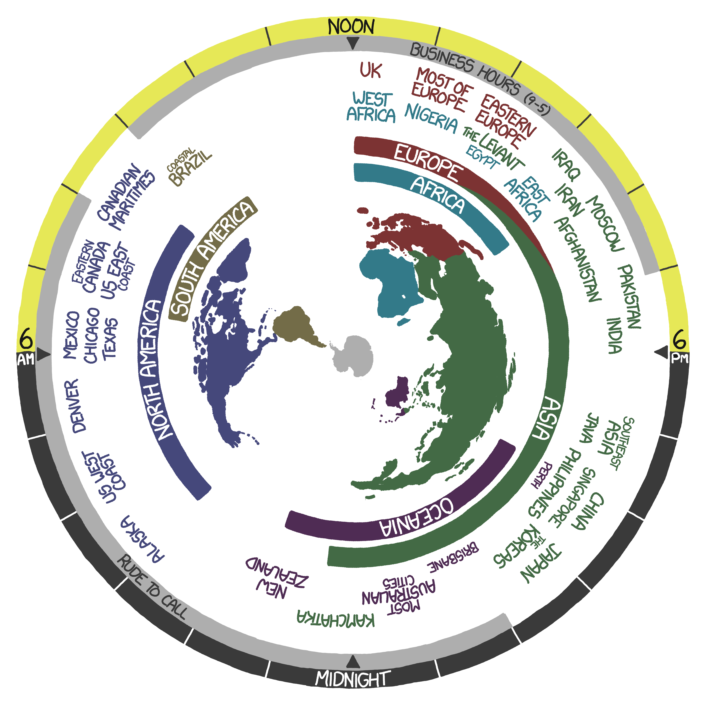 NOON
BUSINESS HOURS (9-5)
UK
MOST OF
EUROPE
EASTERN
EUROPE
WEST
AFRICA
NIGERIA
THE LEVANT
EGYPT
EAST
AFRICA
IRAQ
IRAN
MOSCOW
AFGHANISTAN
PAKISTAN
INDIA
EUROPE
AFRICA
COASTAL
BRAZIL
CANADIAN
MARITIMES
SOUTH AMERICA
EASTERN
CANADA
US EAST
COAST
NORTH AMERICA
6
AM
MEXICO
CHICAGO
TEXAS
6
PM
DENVER
US WEST
COAST
ALASKA
RUDE TO CALL
ASIA
SOUTHEAST
ASIA
JAVA
PHILIPPINES
PERTH
SINGAPORE
CHINA
THE
KOREAS
JAPAN
OCEANIA
BRISBANE
MOST
AUSTRALIAN
CITIES
KAMCHATKA
NEW
ZEALAND
MIDNIGHT